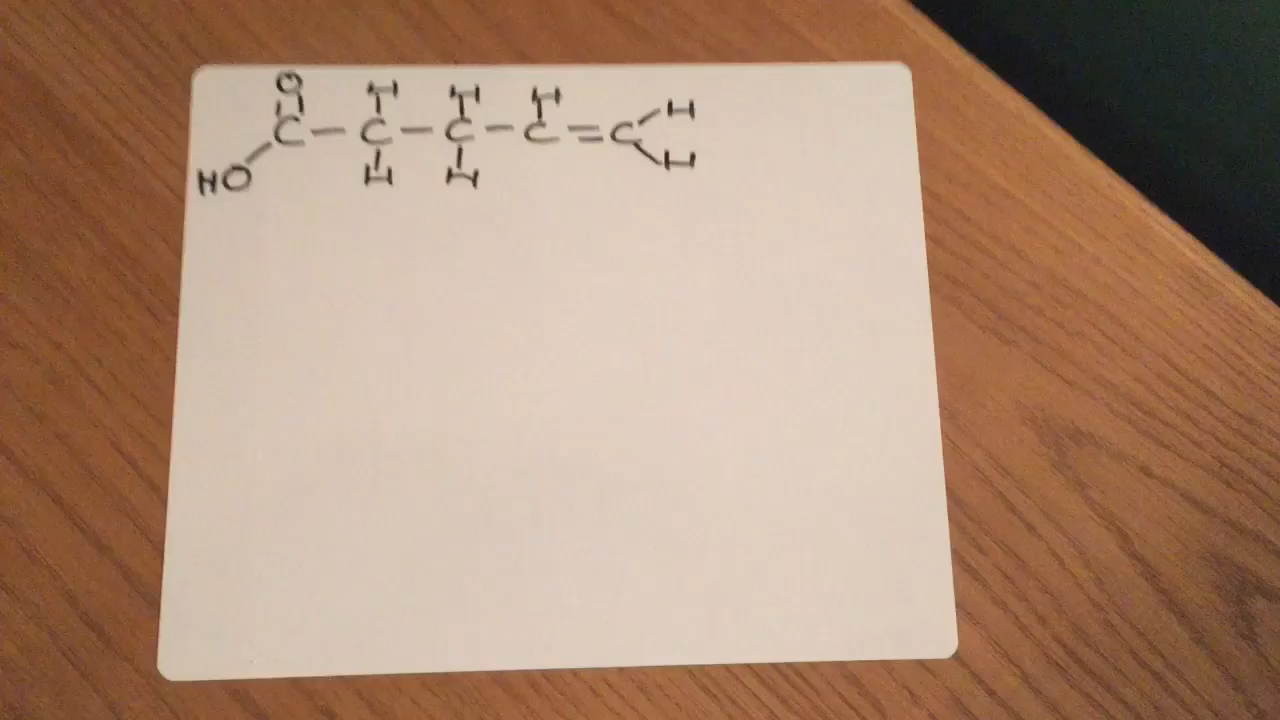 O H H H H
C — C — C — C = C
HO H H H